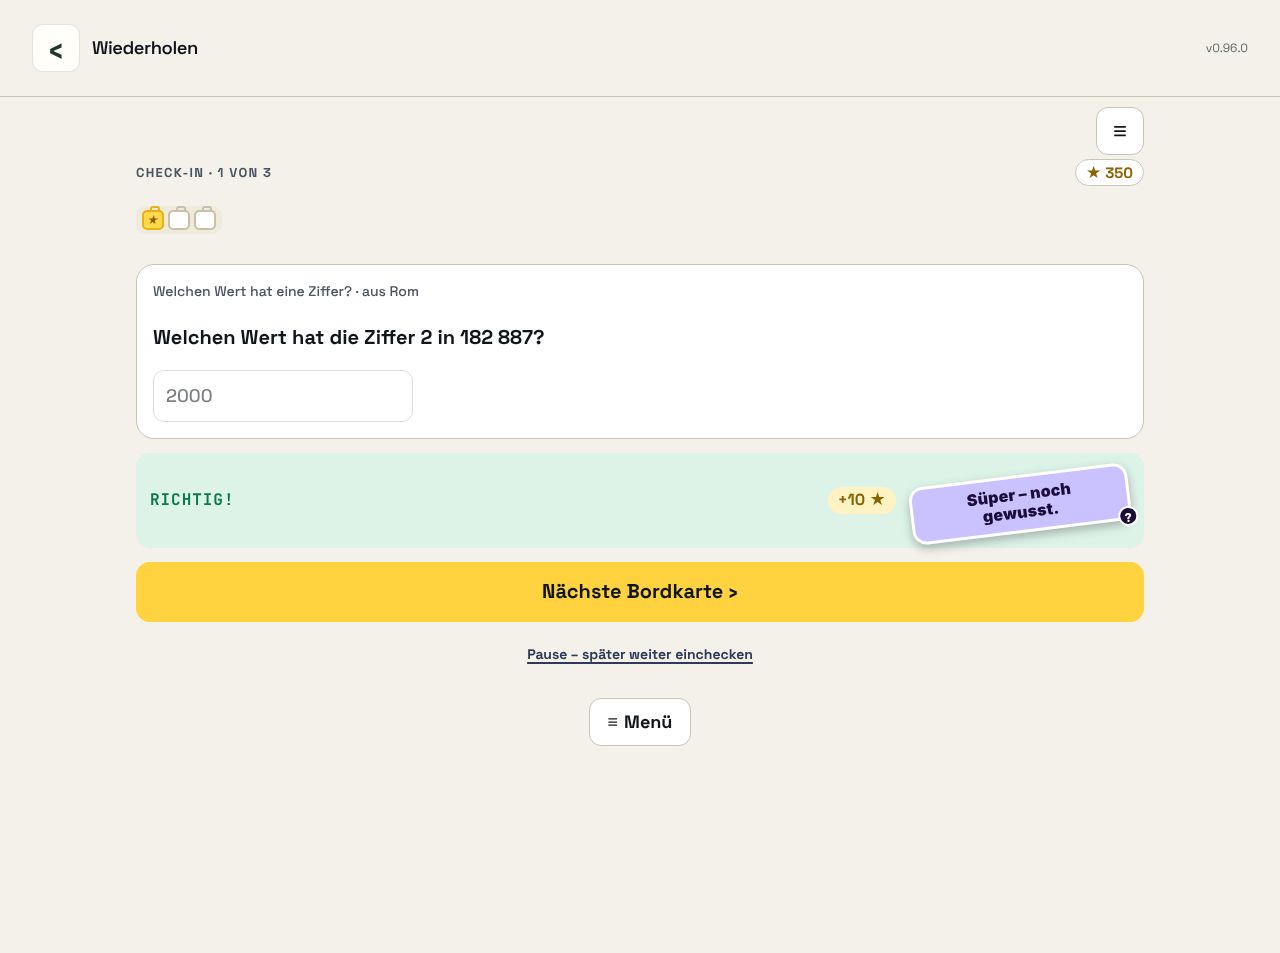 <
Wiederholen
v0.96.0
≡
CHECK-IN · 1 VON 3
★ 350
Welchen Wert hat eine Ziffer? · aus Rom
Welchen Wert hat die Ziffer 2 in 182 887?
2000
RICHTIG!
+10 ★
Süper – noch
gewusst.
?
Nächste Bordkarte >
Pause – später weiter einchecken
≡ Menü